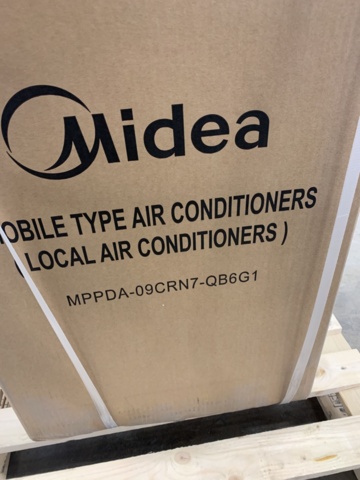 Midea
OBILE TYPE AIR CONDITIONERS
( LOCAL AIR CONDITIONERS )
MPPDA-09CRN7-QB6G1